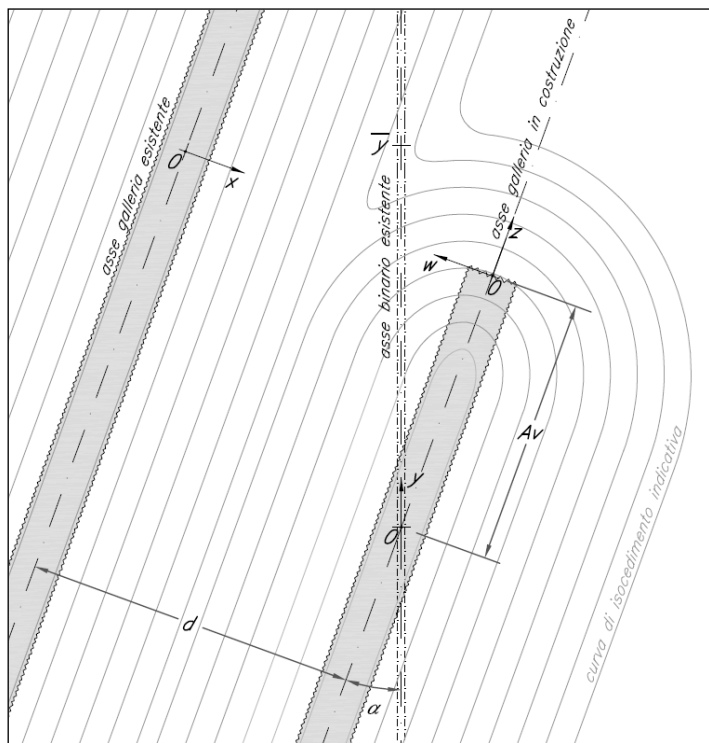 asse galleria esistente
O
x
asse binario esistente
y
asse galleria in costruzione
z
w
O
Av
y
O
d
α
curva di isocedimento indicativa